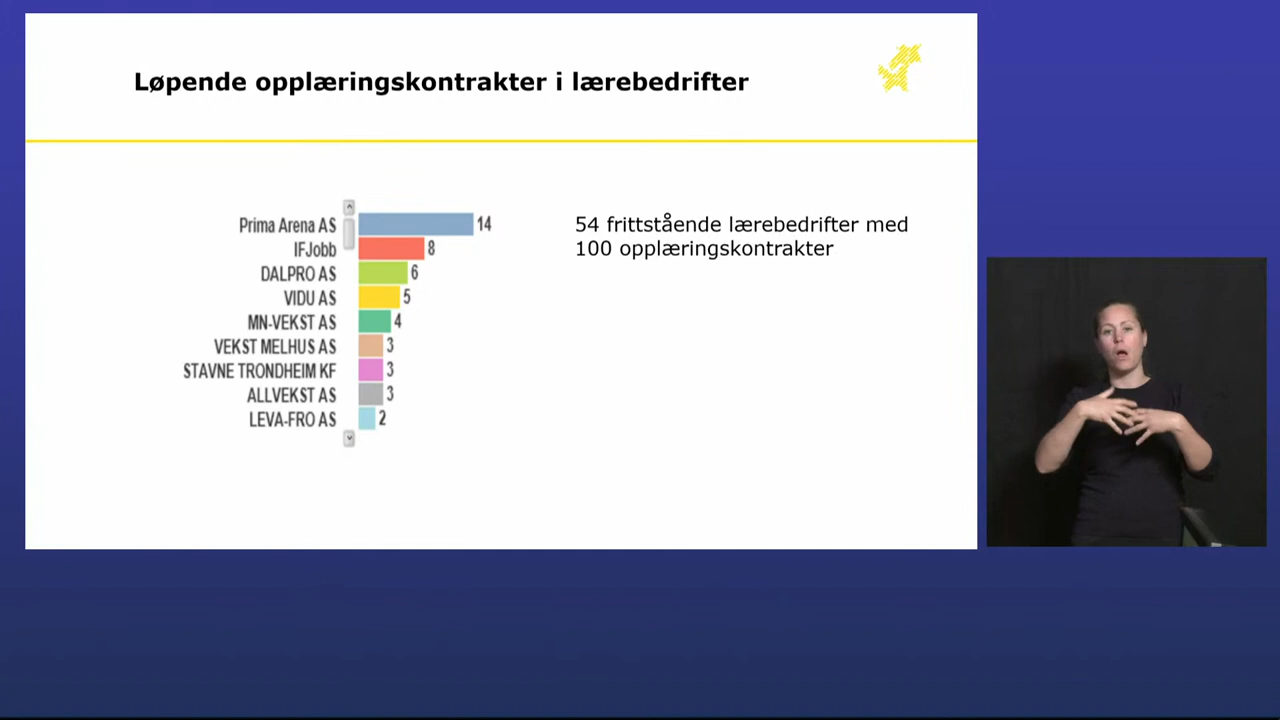 Løpende opplæringskontrakter i lærebedrifter
Prima Arena AS 14
IFJobb 8
DALPRO AS 6
VIDU AS 5
MN-VEKST AS 4
VEKST MELHUS AS 3
STAVNE TRONDHEIM KF 3
ALLVEKST AS 3
LEVA-FRO AS 2
54 frittstående lærebedrifter med
100 opplæringskontrakter